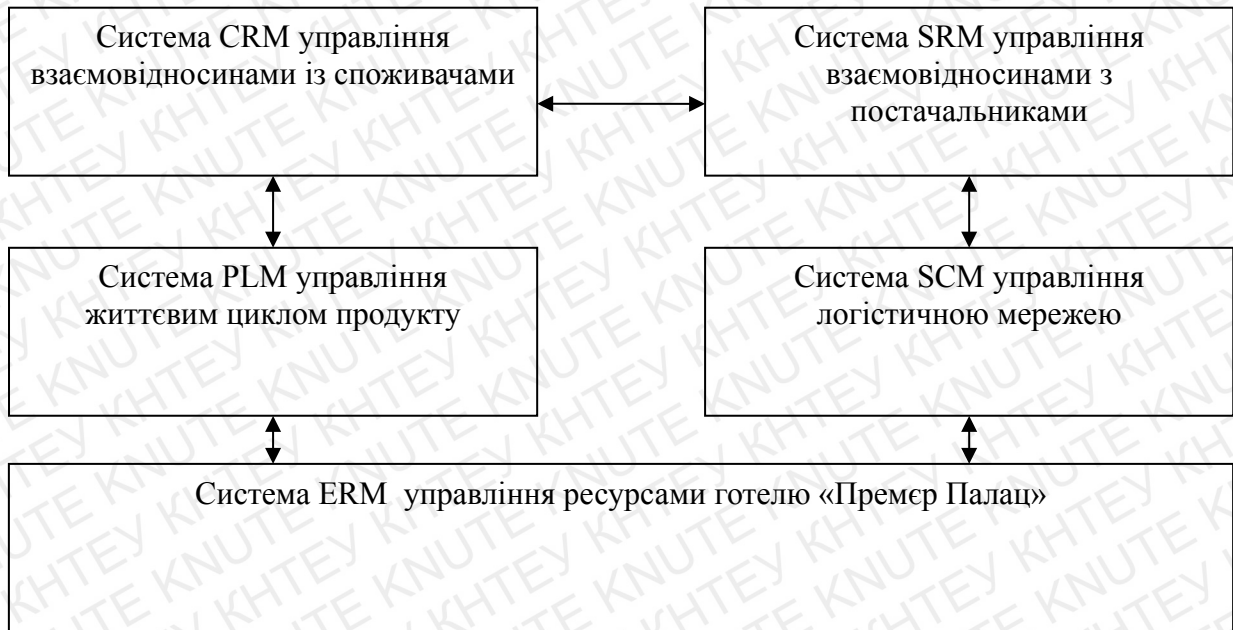 Система CRM управління
взаємовідносинами із споживачами
Система SRM управління
взаємовідносинами з
постачальниками
Система PLM управління
життєвим циклом продукту
Система SCM управління
логістичною мережею
Система ERM управління ресурсами готелю «Премєр Палац»